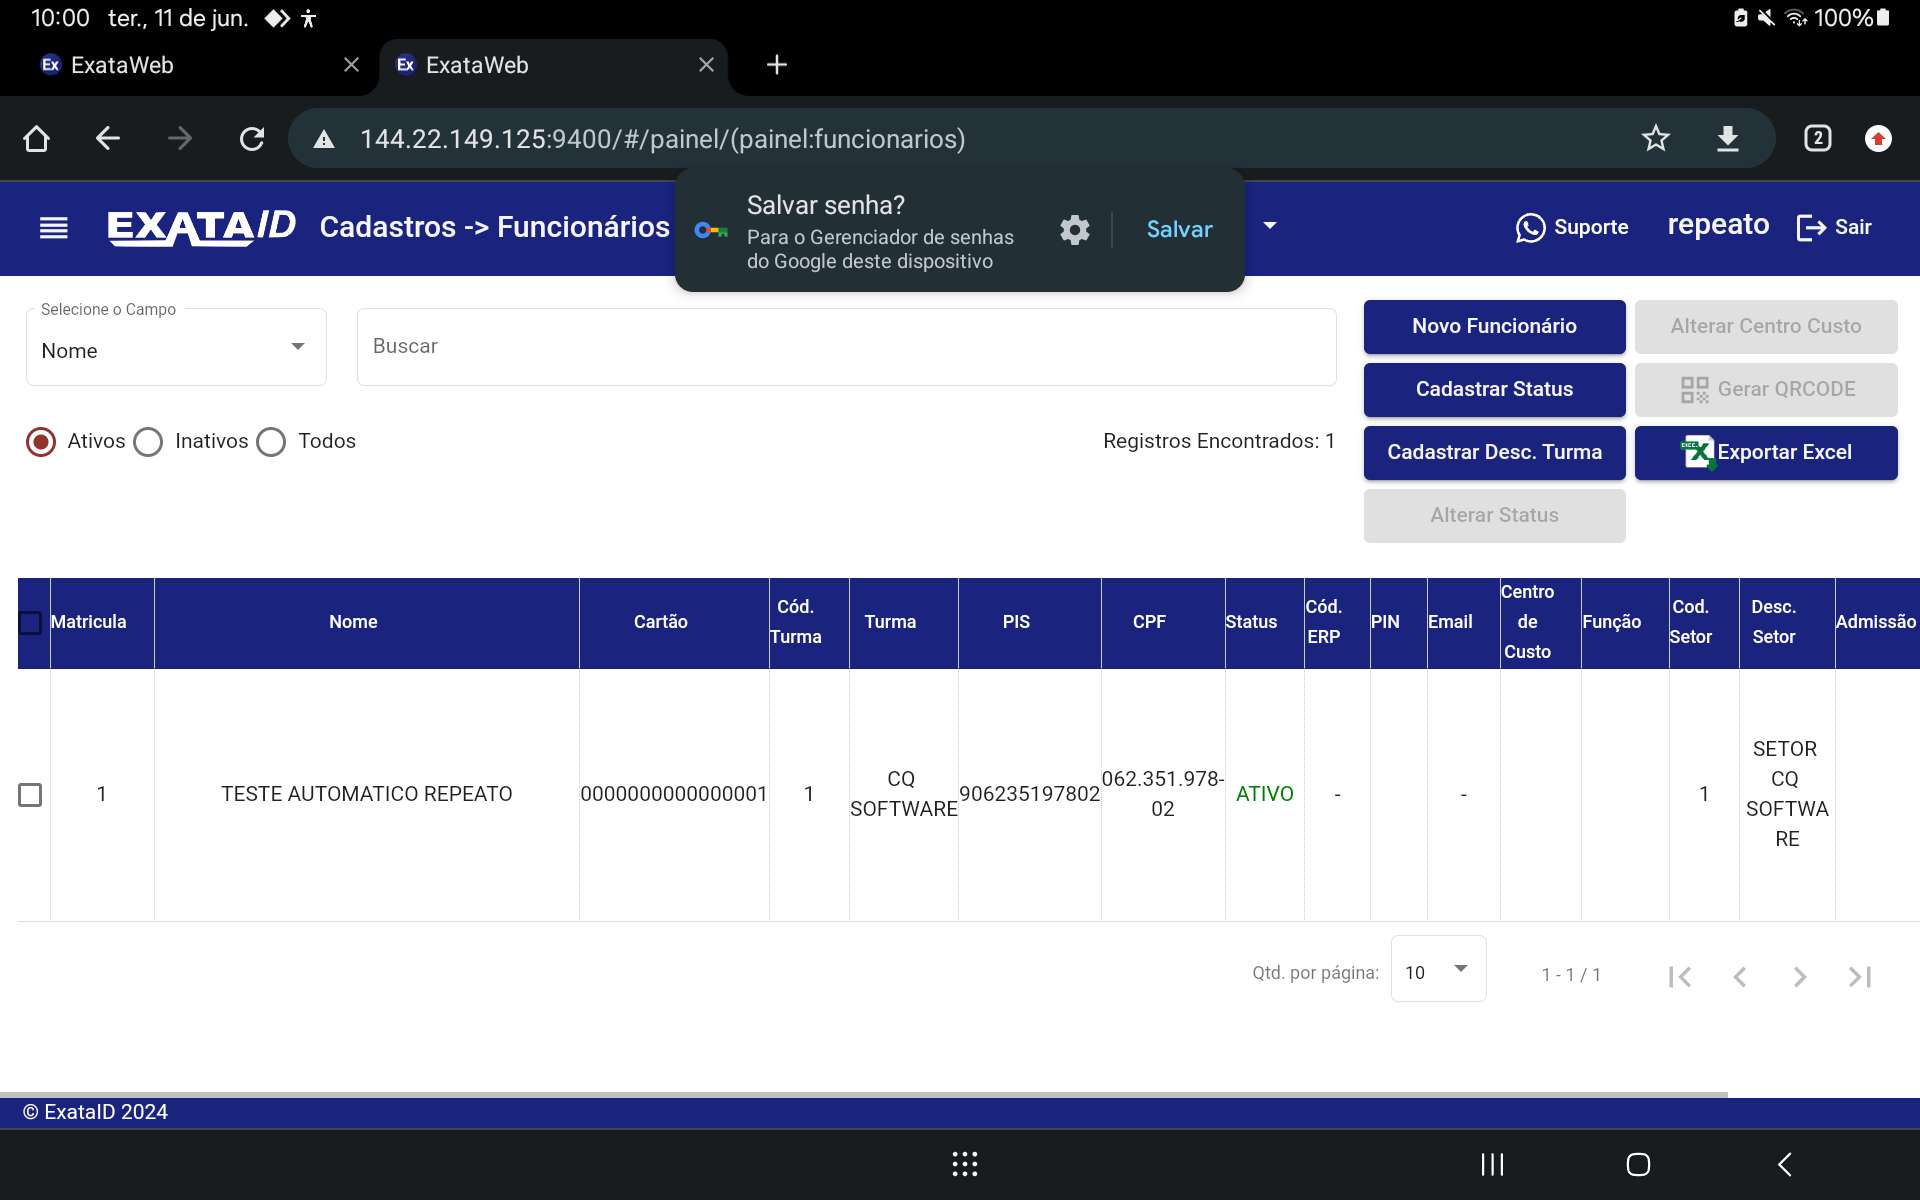 10:00 ter., 11 de jun. 100%
Ex ExataWeb
Ex ExataWeb
144.22.149.125:9400/#/painel/(painel:funcionarios)
2
EXATAID Cadastros -> Funcionários
Salvar senha?
Para o Gerenciador de senhas
do Google deste dispositivo
Salvar
Suporte
repeato
Sair
Selecione o Campo
Nome
Buscar
Ativos Inativos Todos
Registros Encontrados: 1
Novo Funcionário
Alterar Centro Custo
Cadastrar Status
Gerar QRCODE
Cadastrar Desc. Turma
Exportar Excel
Alterar Status
Matricula Nome Cartão Cód. Turma Turma PIS CPF Status Cód. ERP PIN Email Centro de Custo Função Cod. Setor Desc. Setor Admissão
1 TESTE AUTOMATICO REPEATO 0000000000000001 1 CQ SOFTWARE 906235197802 062.351.978-02 ATIVO - - 1 SETOR CQ SOFTWARE
Qtd. por página: 10 1 - 1 / 1
© ExataID 2024